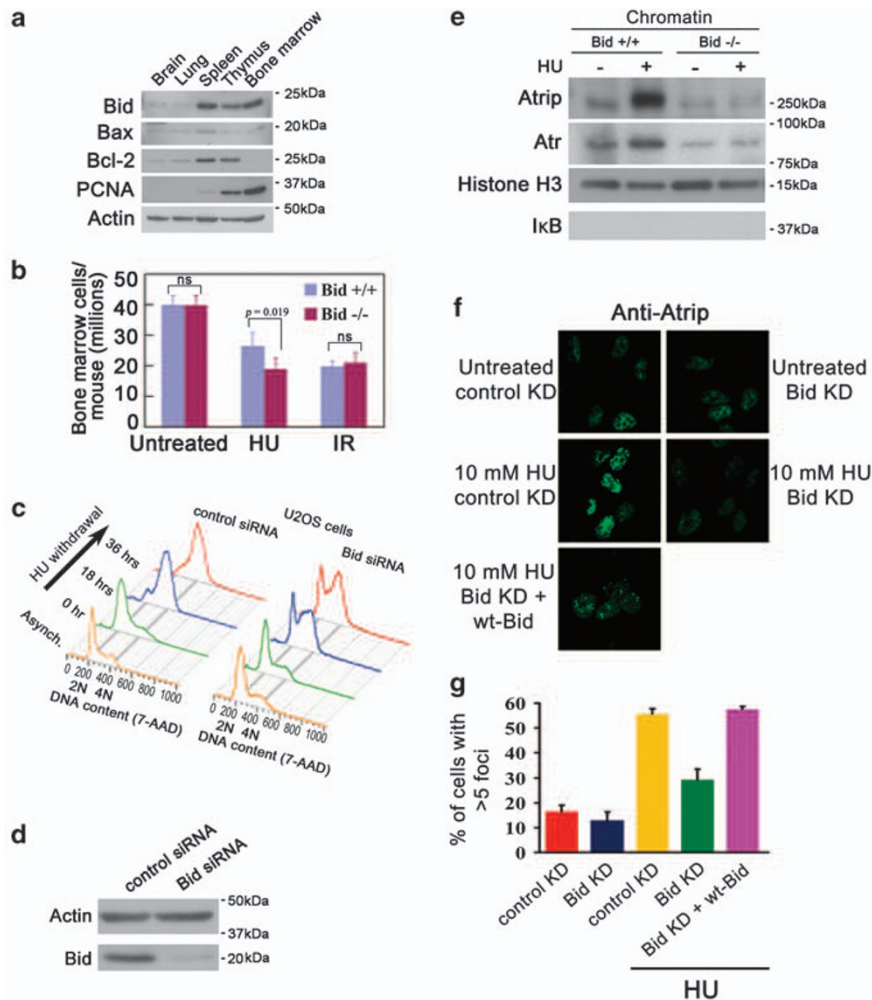 a
Brain
Lung
Spleen
Thymus
Bone marrow
Bid
- 25kDa
Bax
- 20kDa
Bcl-2
- 25kDa
PCNA
- 37kDa
Actin
- 50kDa
b
Bone marrow cells/
mouse (millions)
50
40
30
20
10
0
ns
p = 0.019
ns
Bid +/+
Bid -/-
Untreated
HU
IR
c
HU withdrawal
36 hrs
18 hrs
0 hr
Asynch.
control siRNA
U2OS cells
Bid siRNA
0 200 400 600 800 1000
2N 4N
DNA content (7-AAD)
0 200 400 600 800 1000
2N 4N
DNA content (7-AAD)
d
control siRNA
Bid siRNA
Actin
- 50kDa
- 37kDa
Bid
- 20kDa
e
Chromatin
Bid +/+
Bid -/-
HU
- + - +
Atrip
- 250kDa
- 100kDa
Atr
- 75kDa
Histone H3
- 15kDa
IκB
- 37kDa
f
Anti-Atrip
Untreated
control KD
Untreated
Bid KD
10 mM HU
control KD
10 mM HU
Bid KD
10 mM HU
Bid KD +
wt-Bid
g
% of cells with
>5 foci
60
50
40
30
20
10
0
control KD
Bid KD
control KD
Bid KD
Bid KD + wt-Bid
HU